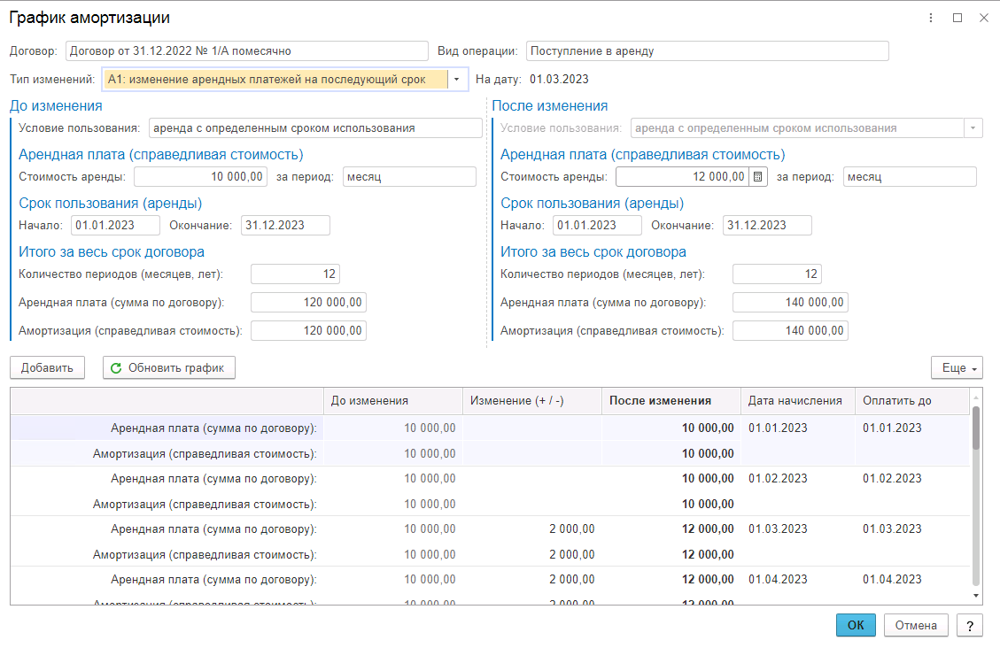 График амортизации
Договор: Договор от 31.12.2022 № 1/А помесячно Вид операции: Поступление в аренду
Тип изменений: А1: изменение арендных платежей на последующий срок На дату: 01.03.2023
До изменения После изменения
Условие пользования: аренда с определенным сроком использования Условие пользования: аренда с определенным сроком использования
Арендная плата (справедливая стоимость) Арендная плата (справедливая стоимость)
Стоимость аренды: 10 000,00 за период: месяц Стоимость аренды: 12 000,00 за период: месяц
Срок пользования (аренды) Срок пользования (аренды)
Начало: 01.01.2023 Окончание: 31.12.2023 Начало: 01.01.2023 Окончание: 31.12.2023
Итого за весь срок договора Итого за весь срок договора
Количество периодов (месяцев, лет): 12 Количество периодов (месяцев, лет): 12
Арендная плата (сумма по договору): 120 000,00 Арендная плата (сумма по договору): 140 000,00
Амортизация (справедливая стоимость): 120 000,00 Амортизация (справедливая стоимость): 140 000,00
Добавить Обновить график Еще
До изменения Изменение (+ / -) После изменения Дата начисления Оплатить до
Арендная плата (сумма по договору): 10 000,00 10 000,00 01.01.2023 01.01.2023
Амортизация (справедливая стоимость): 10 000,00 10 000,00
Арендная плата (сумма по договору): 10 000,00 10 000,00 01.02.2023 01.02.2023
Амортизация (справедливая стоимость): 10 000,00 10 000,00
Арендная плата (сумма по договору): 10 000,00 2 000,00 12 000,00 01.03.2023 01.03.2023
Амортизация (справедливая стоимость): 10 000,00 2 000,00 12 000,00
Арендная плата (сумма по договору): 10 000,00 2 000,00 12 000,00 01.04.2023 01.04.2023
Амортизация (справедливая стоимость): 10 000,00 2 000,00 12 000,00
ОК Отмена ?